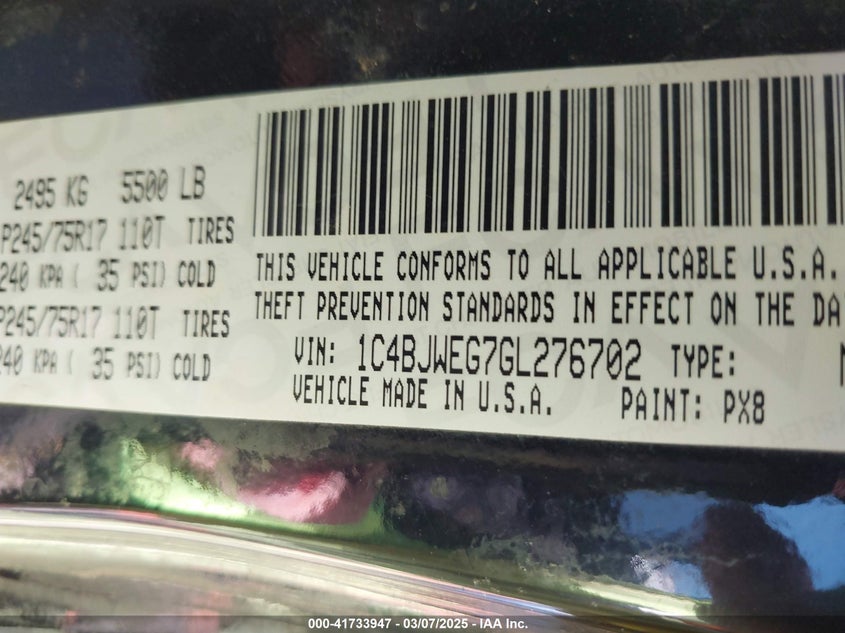 2495 KG 5500 LB
P245/75R17 110T TIRES
240 KPA ( 35 PSI) COLD
P245/75R17 110T TIRES
240 KPA ( 35 PSI) COLD
THIS VEHICLE CONFORMS TO ALL APPLICABLE U.S.A.
THEFT PREVENTION STANDARDS IN EFFECT ON THE DA
VIN: 1C4BJWEG7GL276702 TYPE:
VEHICLE MADE IN U.S.A. PAINT: PX8
000-41733947 - 03/07/2025 - IAA Inc.